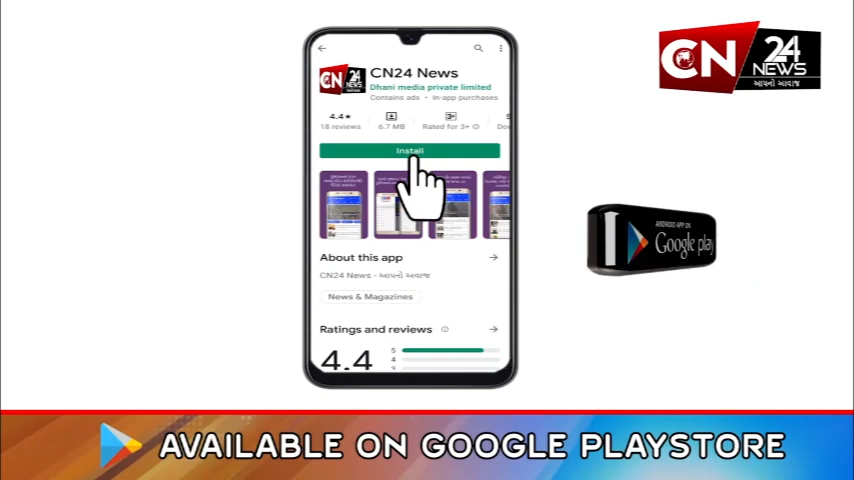 CN 24
NEWS
આપનો અવાજ
CN24 News
Dhani media private limited
Contains ads • In-app purchases
4.4★
18 reviews
6.7 MB
3+
Rated for 3+
Install
About this app
CN24 News - આપનો અવાજ
News & Magazines
Ratings and reviews
4.4
5
4
3
ANDROID APP ON
Google play
AVAILABLE ON GOOGLE PLAYSTORE